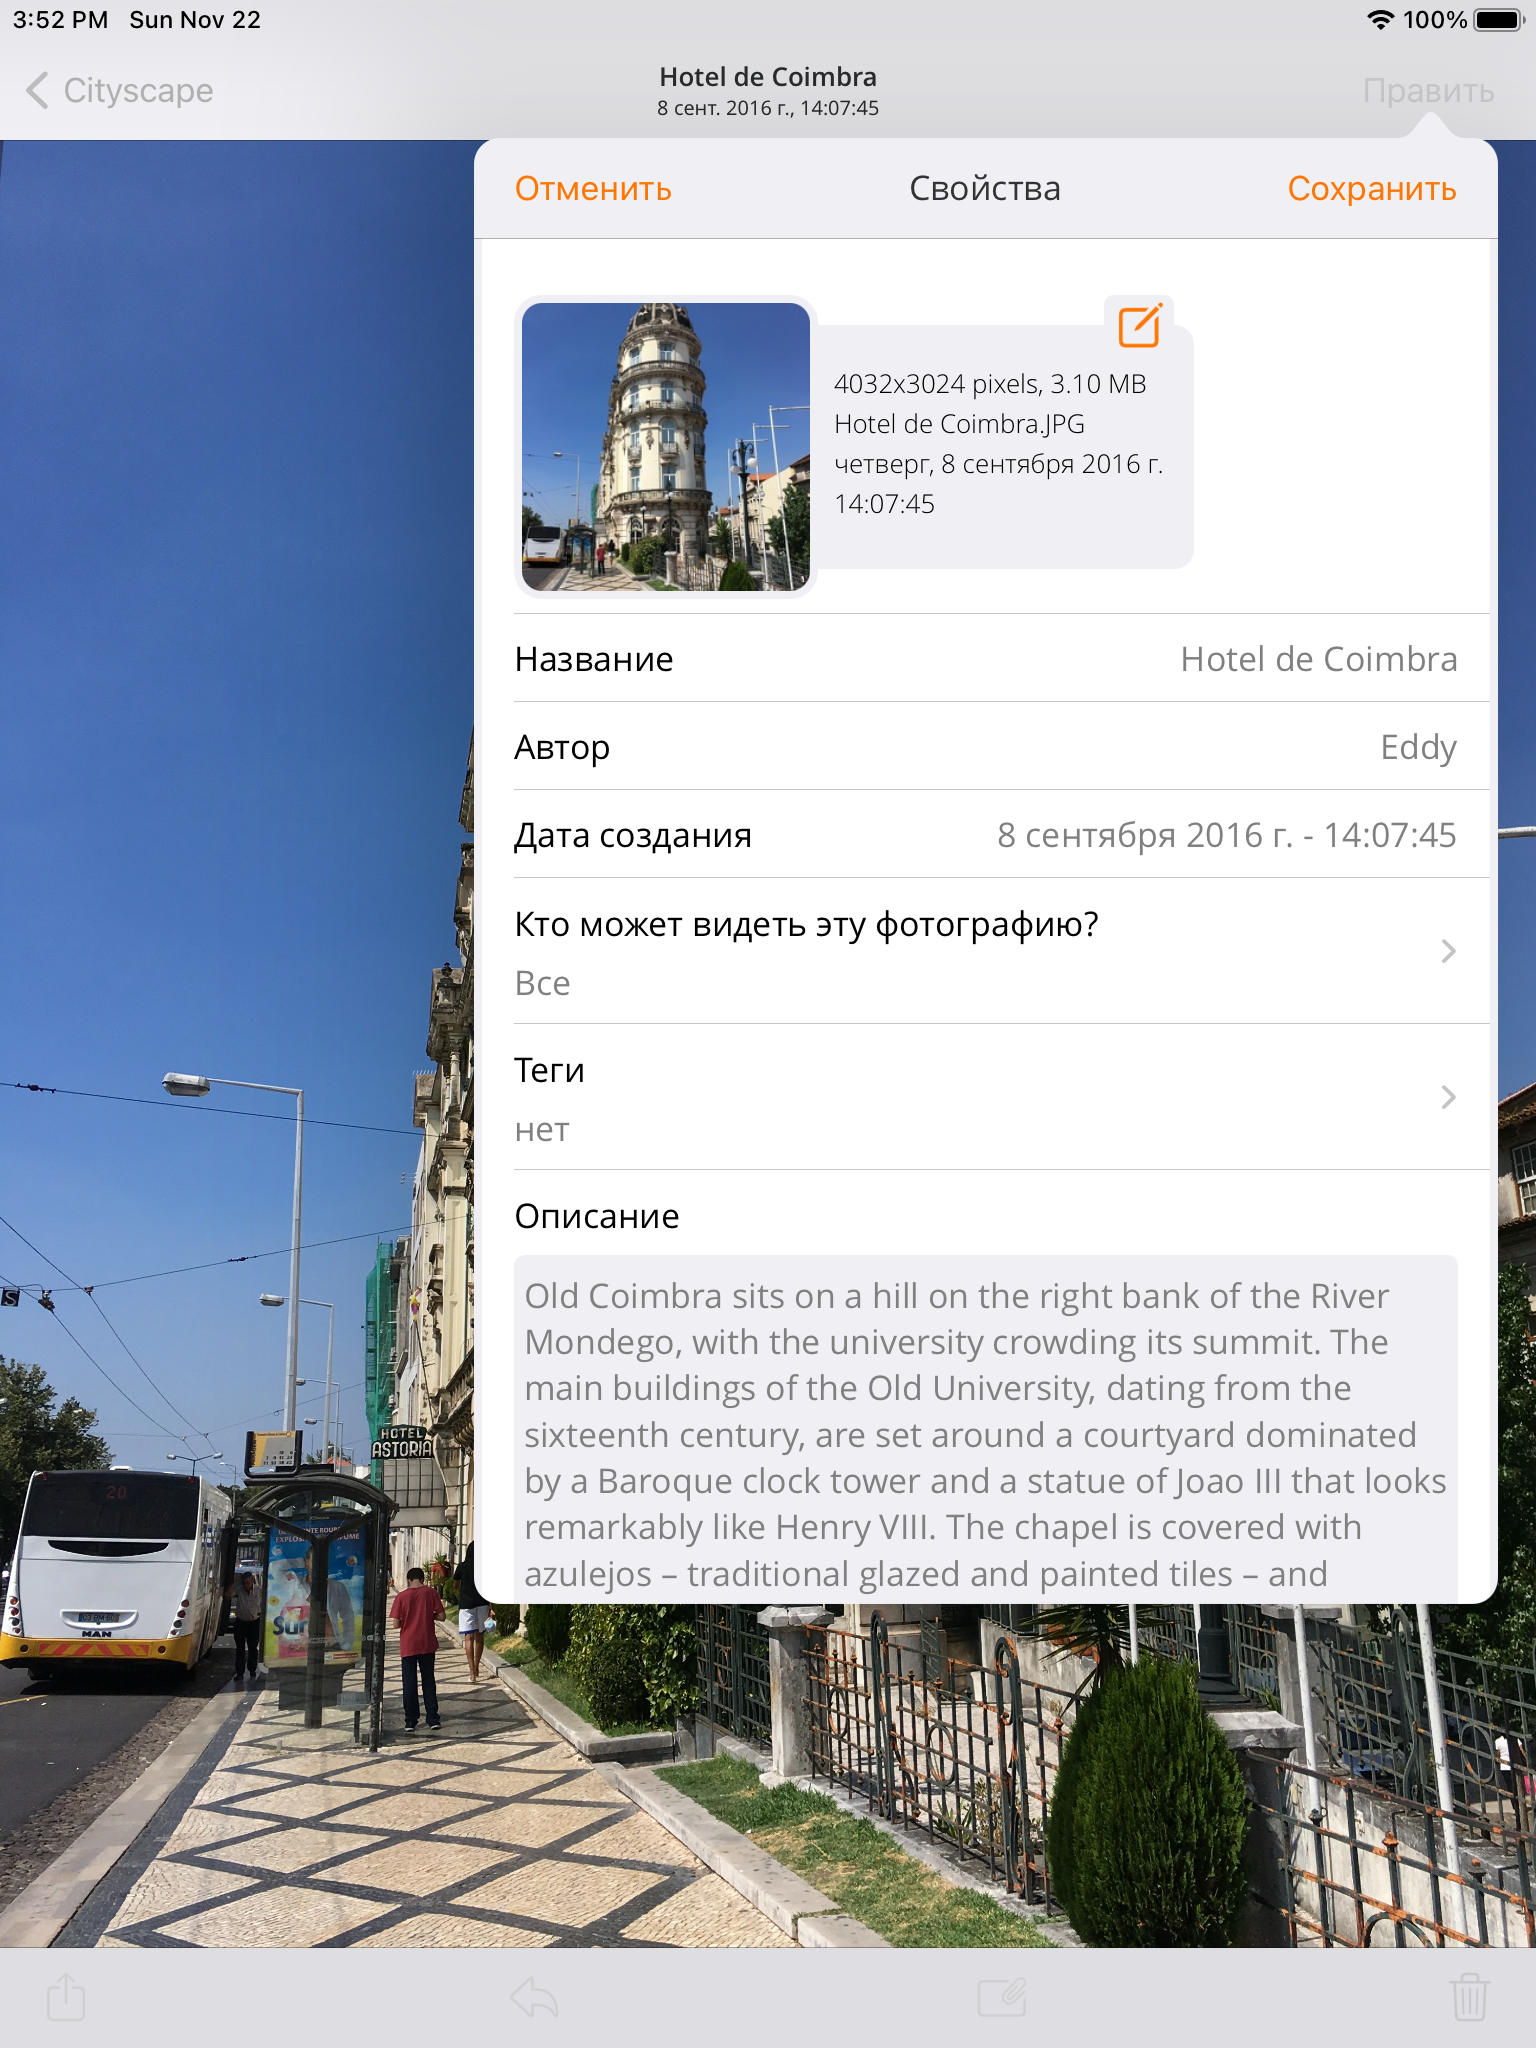 3:52 PM Sun Nov 22
100%
Cityscape
Hotel de Coimbra
8 сент. 2016 г., 14:07:45
Править
Отменить
Свойства
Сохранить
4032x3024 pixels, 3.10 MB
Hotel de Coimbra.JPG
четверг, 8 сентября 2016 г.
14:07:45
Название
Hotel de Coimbra
Автор
Eddy
Дата создания
8 сентября 2016 г. - 14:07:45
Кто может видеть эту фотографию?
Все
Теги
нет
Описание
Old Coimbra sits on a hill on the right bank of the River
Mondego, with the university crowding its summit. The
main buildings of the Old University, dating from the
sixteenth century, are set around a courtyard dominated
by a Baroque clock tower and a statue of Joao III that looks
remarkably like Henry VIII. The chapel is covered with
azulejos – traditional glazed and painted tiles – and
S
HOTEL
ASTORIA
20
MAN